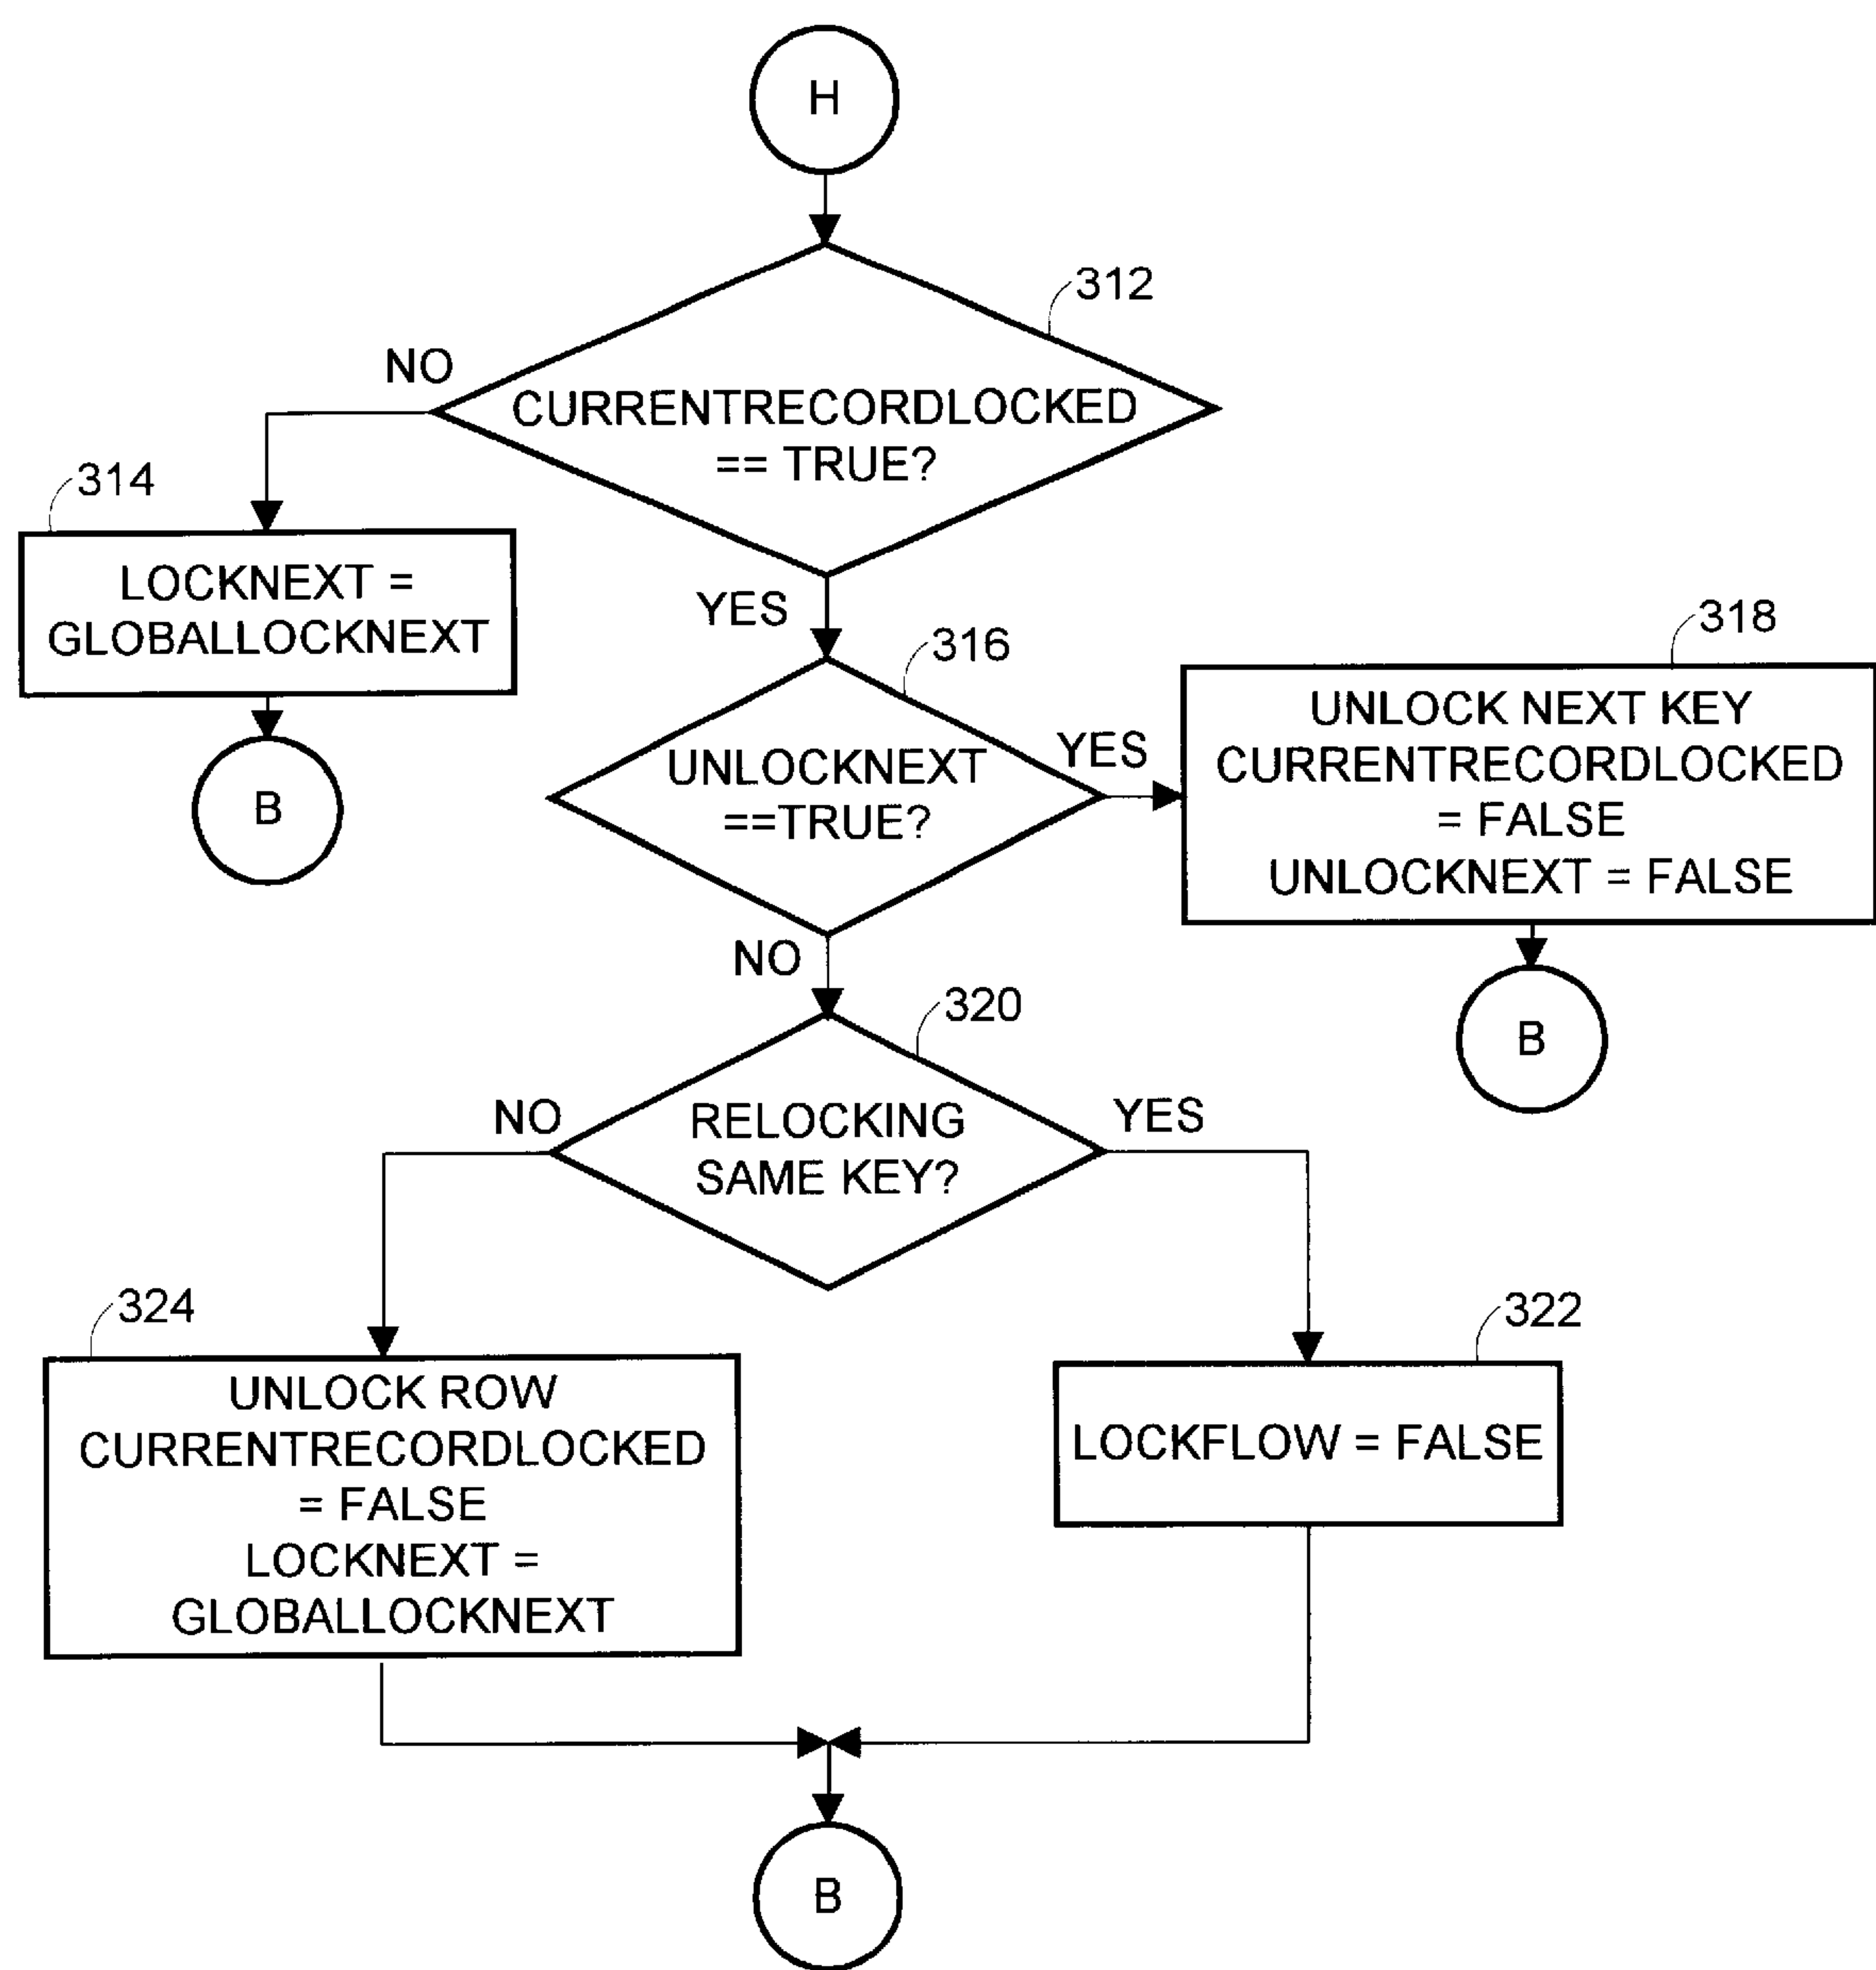 H
312
NO
CURRENTRECORDLOCKED
== TRUE?
314
LOCKNEXT =
GLOBALLOCKNEXT
YES
B
316
UNLOCKNEXT
==TRUE?
YES
318
UNLOCK NEXT KEY
CURRENTRECORDLOCKED
= FALSE
UNLOCKNEXT = FALSE
B
NO
320
RELOCKING
SAME KEY?
NO
YES
324
UNLOCK ROW
CURRENTRECORDLOCKED
= FALSE
LOCKNEXT =
GLOBALLOCKNEXT
322
LOCKFLOW = FALSE
B